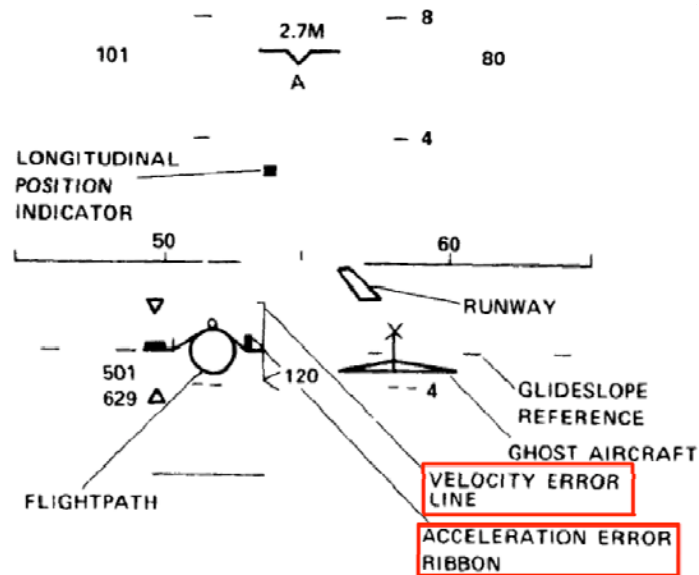 8
2.7M
101
80
A
4
LONGITUDINAL
POSITION
INDICATOR
50
60
RUNWAY
501
120
629
4
GLIDESLOPE
REFERENCE
GHOST AIRCRAFT
FLIGHTPATH
VELOCITY ERROR
LINE
ACCELERATION ERROR
RIBBON